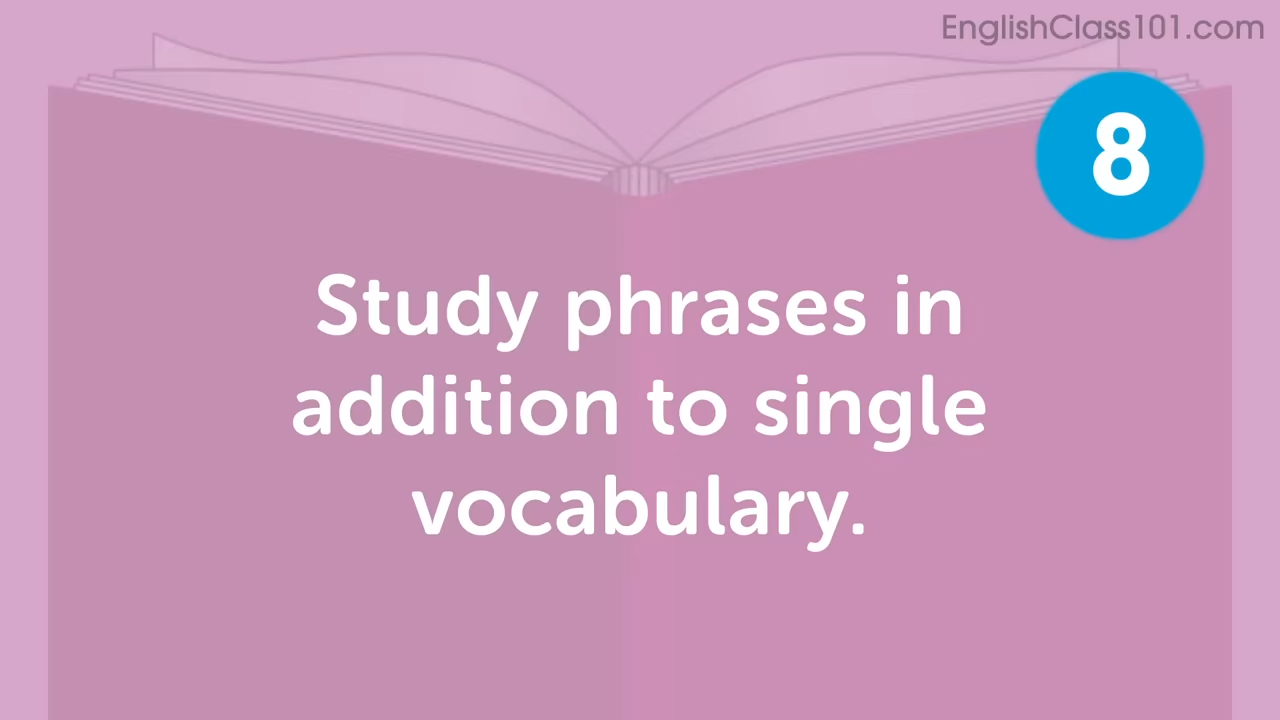 EnglishClass101.com
8
Study phrases in
addition to single
vocabulary.